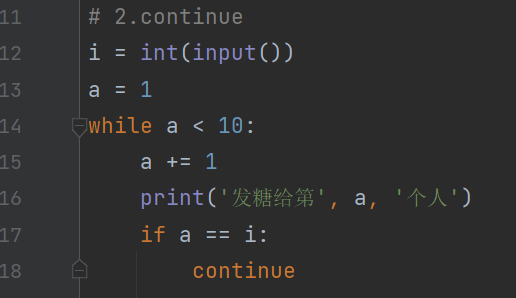 11 # 2.continue
12 i = int(input())
13 a = 1
14 while a < 10:
15     a += 1
16     print('发糖给第', a, '个人')
17     if a == i:
18         continue